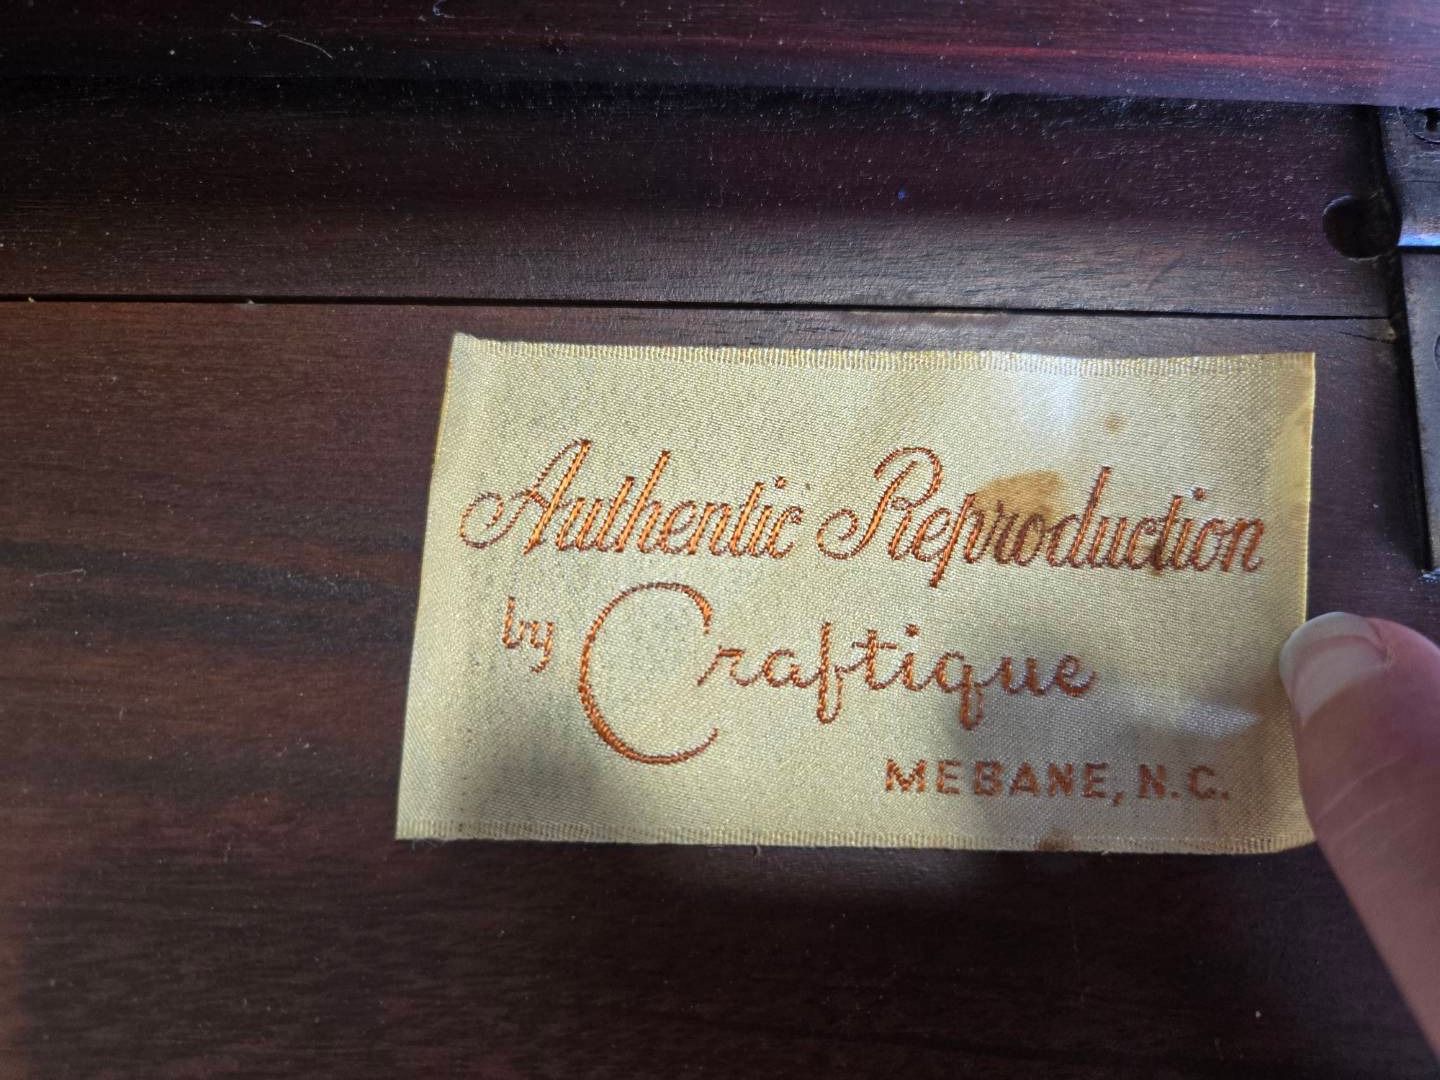 Authentic Reproduction
by Craftique
MEBANE, N.C.